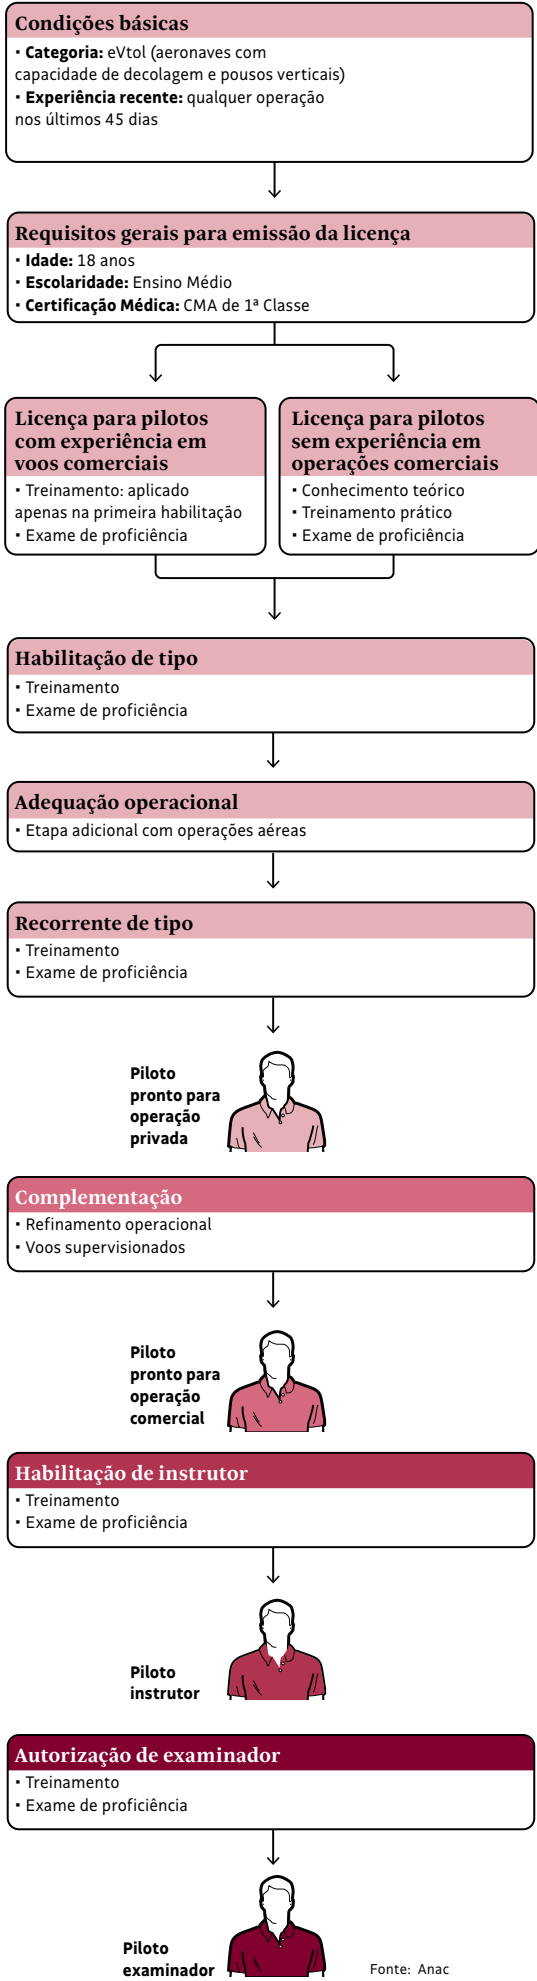 Condições básicas
▪ Categoria: eVtol (aeronaves com
capacidade de decolagem e pousos verticais)
▪ Experiência recente: qualquer operação
nos últimos 45 dias
Requisitos gerais para emissão da licença
▪ Idade: 18 anos
▪ Escolaridade: Ensino Médio
▪ Certificação Médica: CMA de 1ª Classe
Licença para pilotos
com experiência em
voos comerciais
▪ Treinamento: aplicado
apenas na primeira habilitação
▪ Exame de proficiência
Licença para pilotos
sem experiência em
operações comerciais
▪ Conhecimento teórico
▪ Treinamento prático
▪ Exame de proficiência
Habilitação de tipo
▪ Treinamento
▪ Exame de proficiência
Adequação operacional
▪ Etapa adicional com operações aéreas
Recorrente de tipo
▪ Treinamento
▪ Exame de proficiência
Piloto
pronto para
operação
privada
Complementação
▪ Refinamento operacional
▪ Voos supervisionados
Piloto
pronto para
operação
comercial
Habilitação de instrutor
▪ Treinamento
▪ Exame de proficiência
Piloto
instrutor
Autorização de examinador
▪ Treinamento
▪ Exame de proficiência
Piloto
examinador
Fonte: Anac